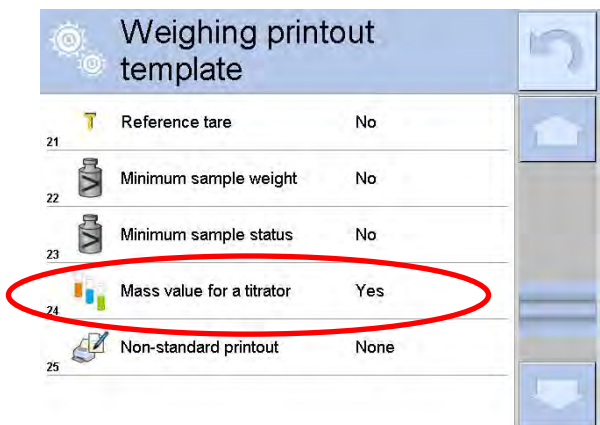 Weighing printout
template
21 Reference tare No
22 Minimum sample weight No
23 Minimum sample status No
24 Mass value for a titrator Yes
25 Non-standard printout None